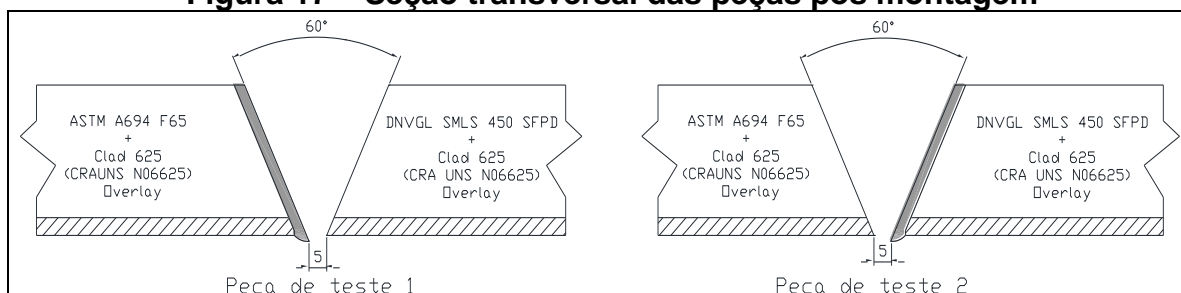 Figura 17 – Seção transversal das peças pós montagem
60°
ASTM A694 F65
+
Clad 625
(CRAUNS N06625)
Overlay
DNVGL SMLS 450 SFPD
+
Clad 625
(CRA UNS N06625)
Overlay
5
Peça de teste 1
60°
ASTM A694 F65
+
Clad 625
(CRAUNS N06625)
Overlay
DNVGL SMLS 450 SFPD
+
Clad 625
(CRA UNS N06625)
Overlay
5
Peça de teste 2